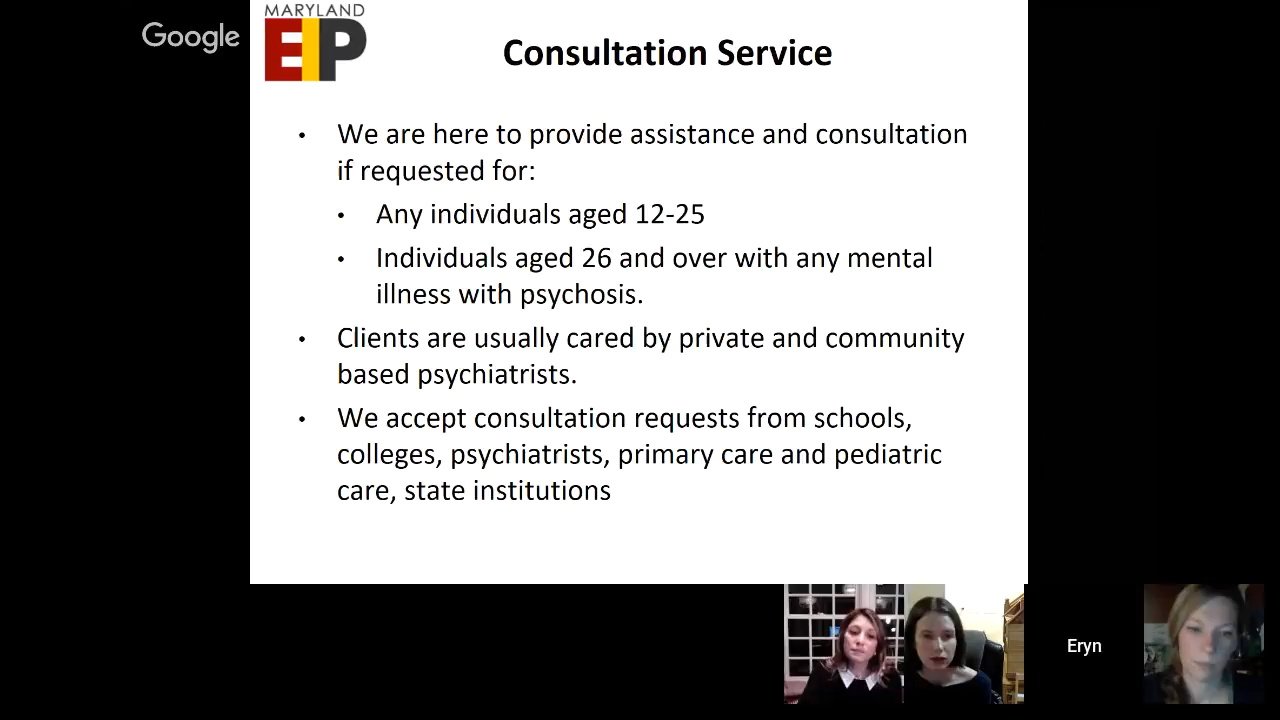 Google
MARYLAND
EIP
Consultation Service
• We are here to provide assistance and consultation
if requested for:
• Any individuals aged 12-25
• Individuals aged 26 and over with any mental
illness with psychosis.
• Clients are usually cared by private and community
based psychiatrists.
• We accept consultation requests from schools,
colleges, psychiatrists, primary care and pediatric
care, state institutions
Eryn